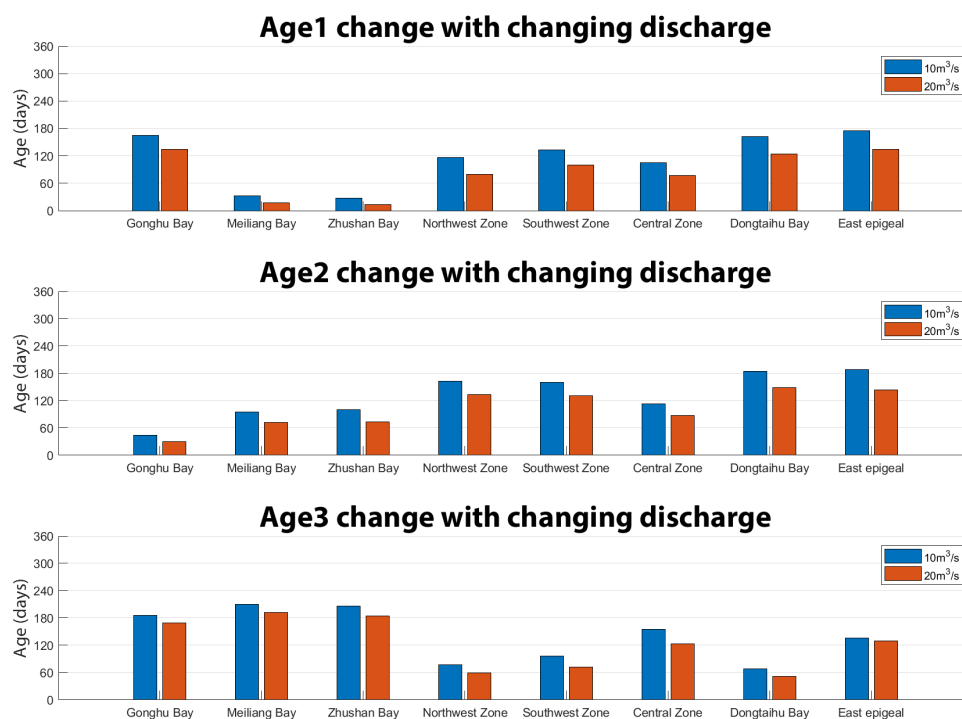 Age1 change with changing discharge
Age (days)
360
300
240
180
120
60
0
10m³/s
20m³/s
Gonghu Bay Meiliang Bay Zhushan Bay Northwest Zone Southwest Zone Central Zone Dongtaihu Bay East epigeal
Age2 change with changing discharge
Age (days)
360
300
240
180
120
60
0
10m³/s
20m³/s
Gonghu Bay Meiliang Bay Zhushan Bay Northwest Zone Southwest Zone Central Zone Dongtaihu Bay East epigeal
Age3 change with changing discharge
Age (days)
360
300
240
180
120
60
0
10m³/s
20m³/s
Gonghu Bay Meiliang Bay Zhushan Bay Northwest Zone Southwest Zone Central Zone Dongtaihu Bay East epigeal